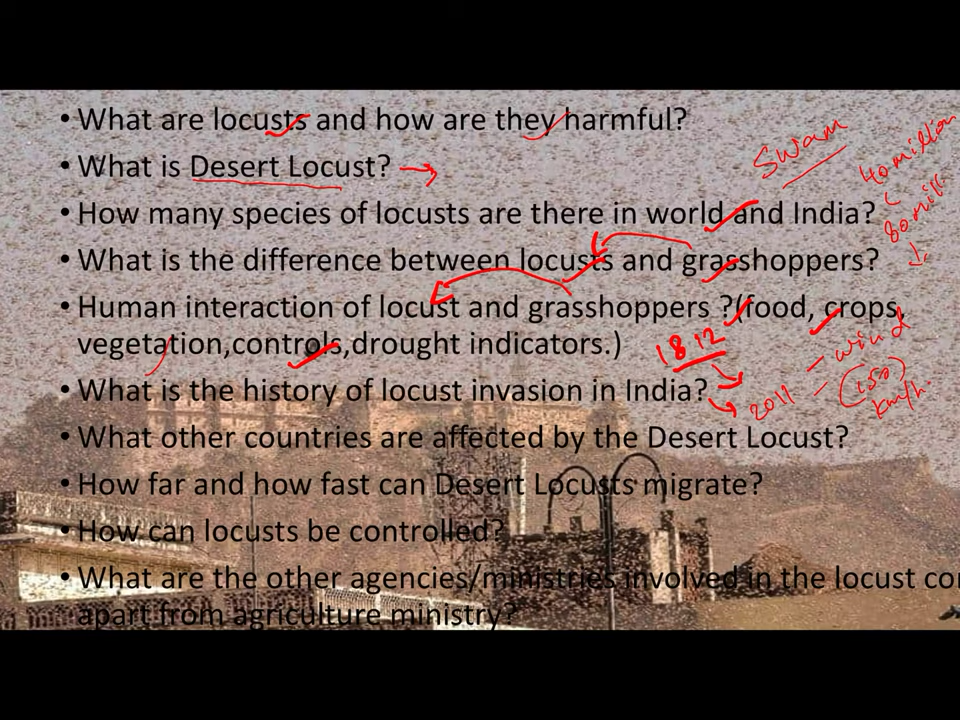 • What are locusts and how are they harmful?
• What is Desert Locust?
Swam
40 million
80 mill
• How many species of locusts are there in world and India?
• What is the difference between locusts and grasshoppers?
• Human interaction of locust and grasshoppers ?(food, crops,
vegetation,controls,drought indicators.)
1812
wind
• What is the history of locust invasion in India?
2011
(150)
km/h.
• What other countries are affected by the Desert Locust?
• How far and how fast can Desert Locusts migrate?
• How can locusts be controlled?
• What are the other agencies/ministries involved in the locust co
apart from agriculture ministry?